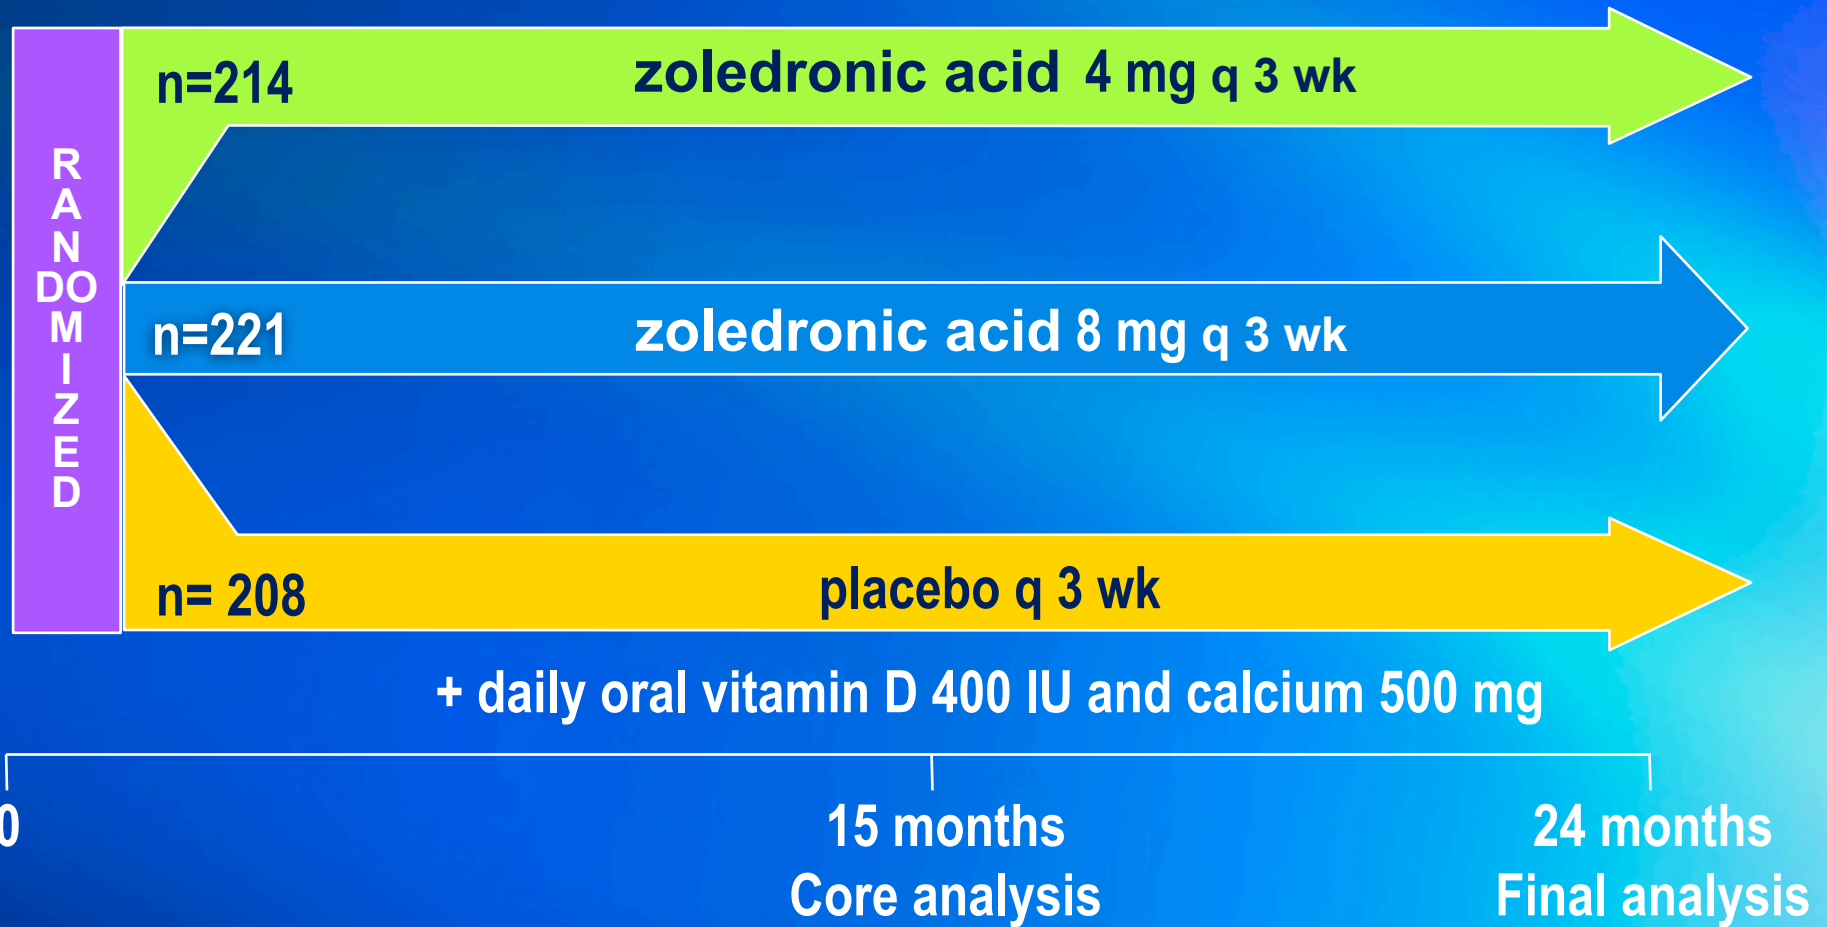 RANDOMIZED
n=214
zoledronic acid 4 mg q 3 wk
n=221
zoledronic acid 8 mg q 3 wk
n= 208
placebo q 3 wk
+ daily oral vitamin D 400 IU and calcium 500 mg
0
15 months
24 months
Core analysis
Final analysis